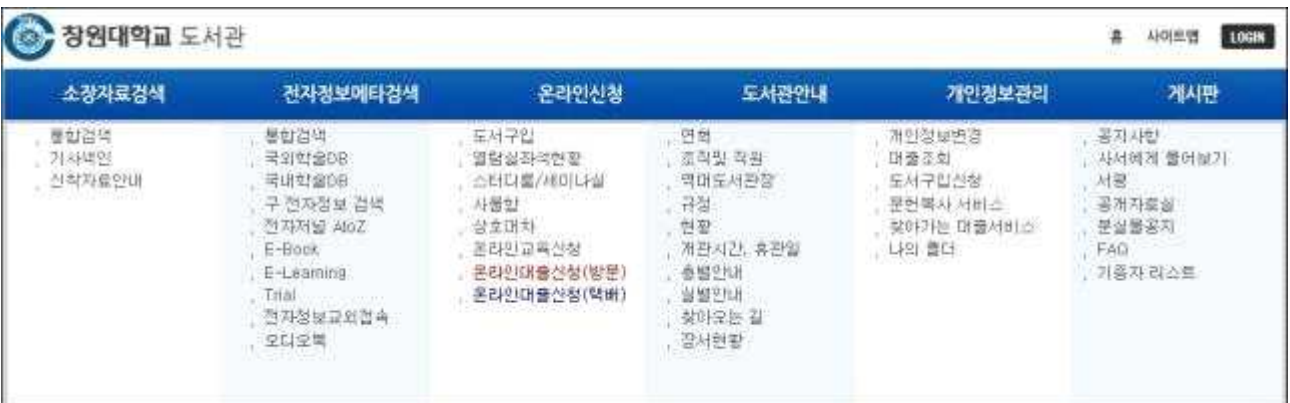 창원대학교 도서관
홈 사이트맵 LOGIN
소장자료검색 전자정보메타검색 온라인신청 도서관안내 개인정보관리 게시판
통합검색
기사색인
신착자료안내
통합검색
국외학술DB
국내학술DB
구 전자정보 검색
전자저널 AtoZ
E-Book
E-Learning
Trial
전자정보교외접속
오디오북
도서구입
열람실좌석현황
스터디룸/세미나실
사물함
상호대차
온라인교육신청
온라인대출신청(방문)
온라인대출신청(택배)
연혁
조직및 직원
역대도서관장
규정
현황
개관시간, 휴관일
층별안내
실별안내
찾아오는 길
장서현황
개인정보변경
대출조회
도서구입신청
문헌복사 서비스
찾아가는 대출서비스
나의 폴더
공지사항
사서에게 물어보기
서평
공개자료실
분실물공지
FAQ
기증자 리스트